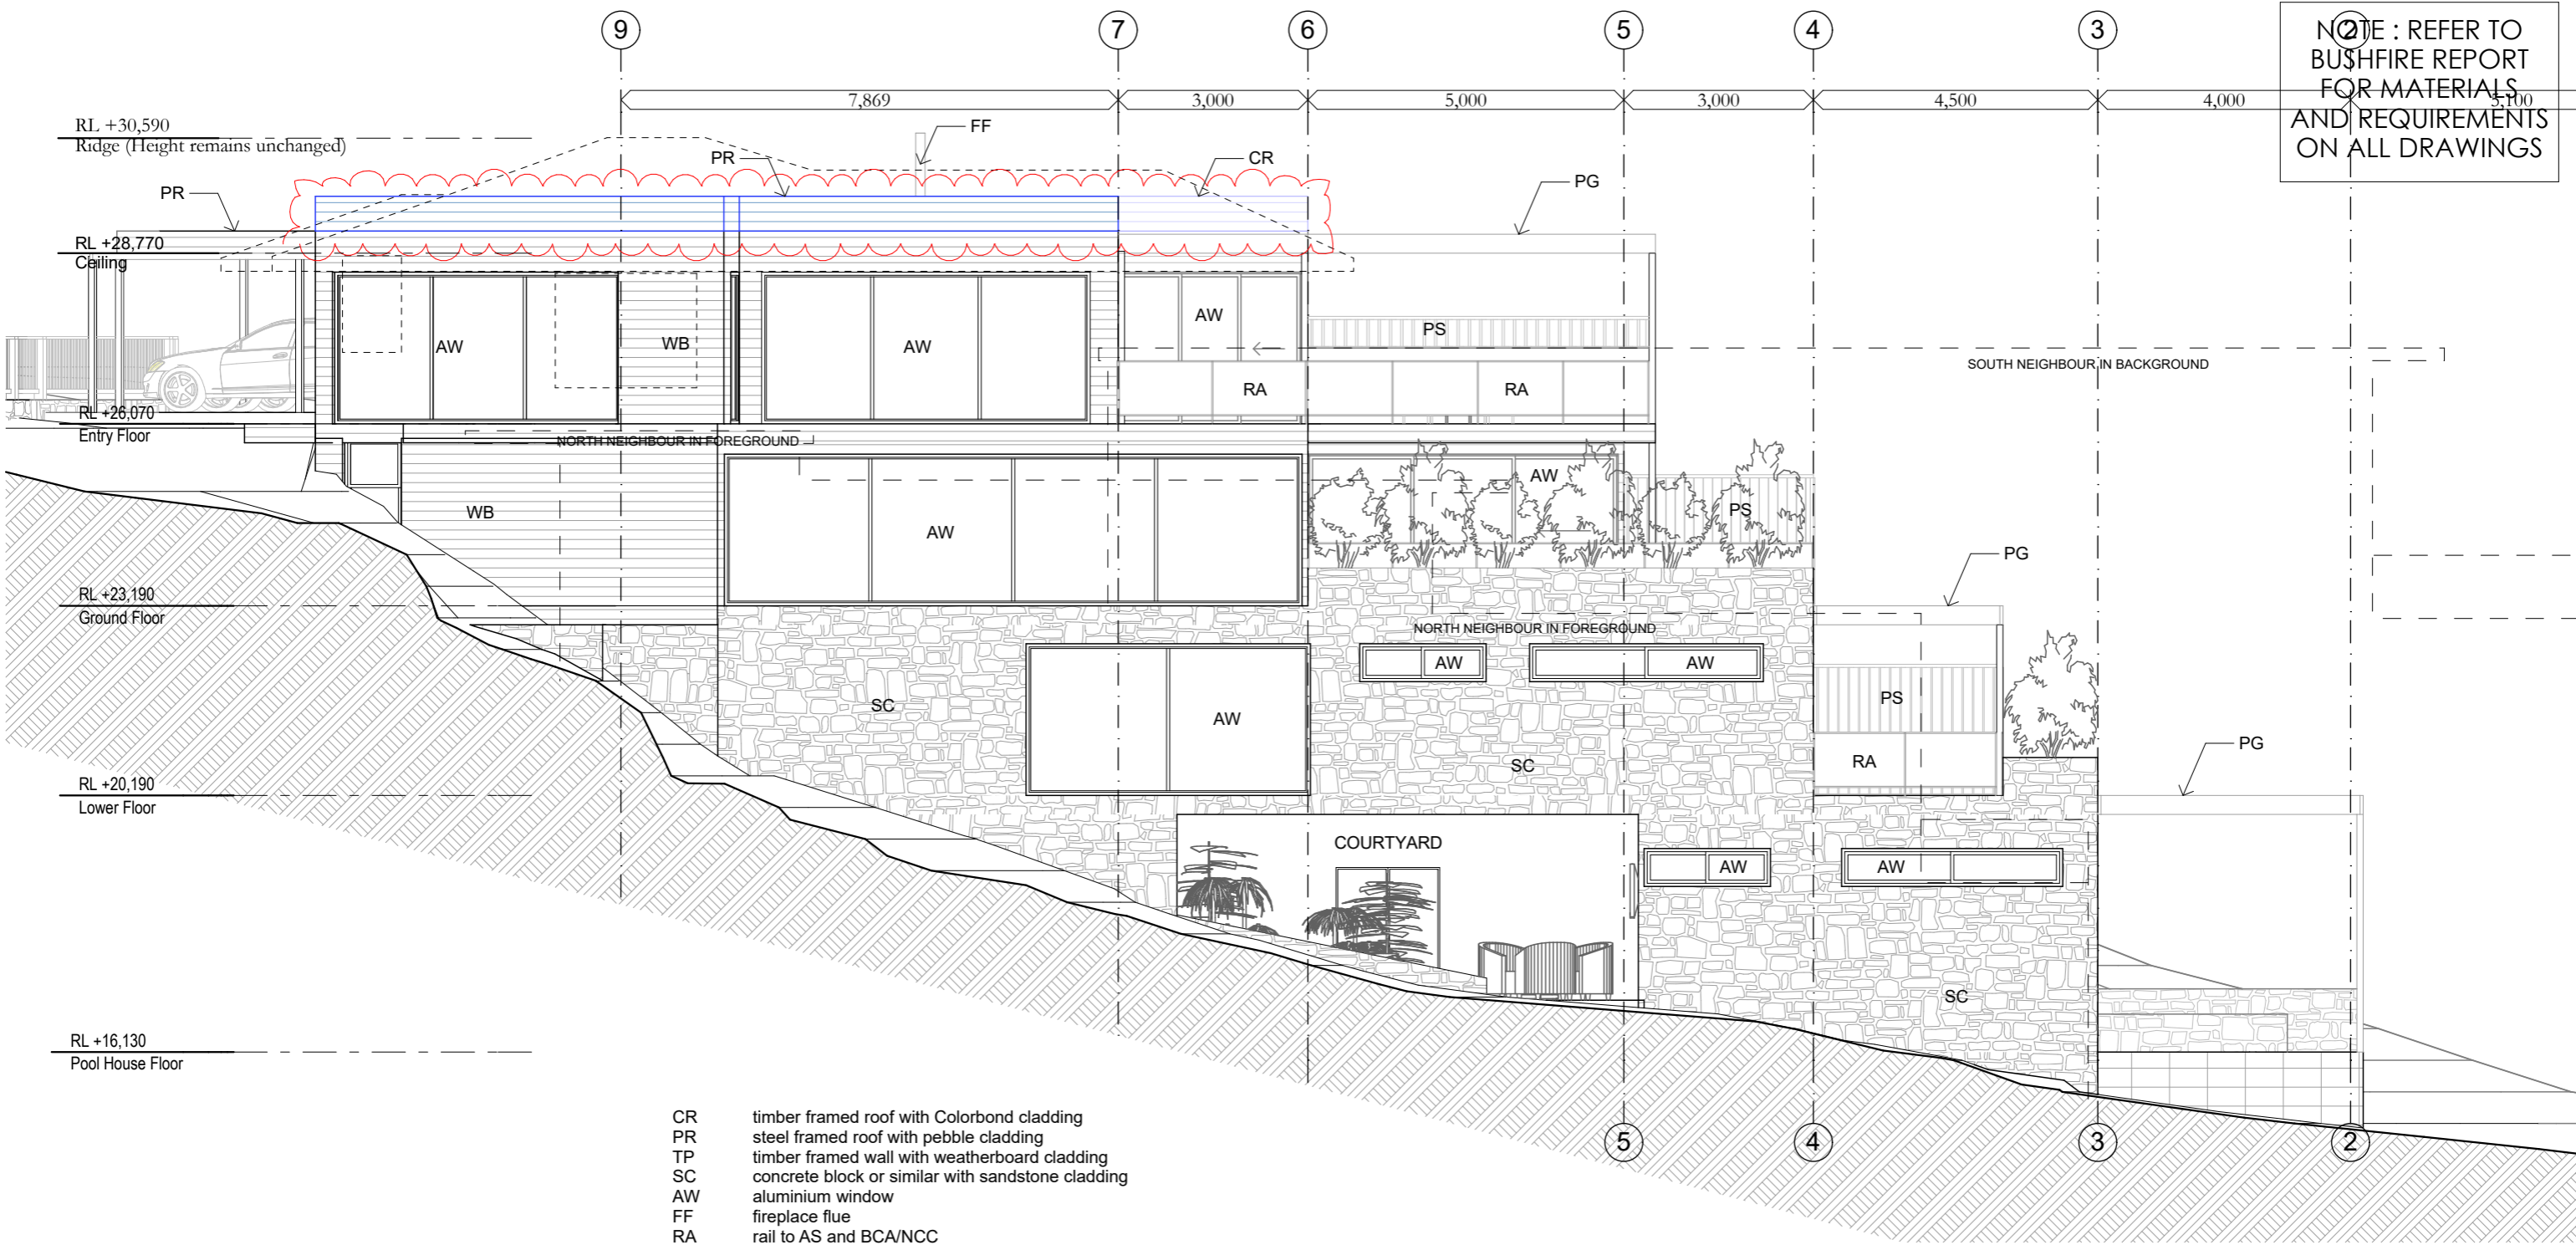 9
7
6
5
4
3
2
NOTE : REFER TO
BUSHFIRE REPORT
FOR MATERIALS
AND REQUIREMENTS
ON ALL DRAWINGS
7,869
3,000
5,000
3,000
4,500
4,000
5,100
RL +30,590
Ridge (Height remains unchanged)
FF
PR
CR
PR
PG
RL +28,770
Ceiling
AW
WB
AW
AW
PS
SOUTH NEIGHBOUR IN BACKGROUND
RA
RA
RL +26,070
Entry Floor
NORTH NEIGHBOUR IN FOREGROUND
AW
WB
PS
AW
PG
RL +23,190
Ground Floor
NORTH NEIGHBOUR IN FOREGROUND
AW
AW
SC
AW
PS
PG
SC
RA
RL +20,190
Lower Floor
COURTYARD
AW
AW
SC
RL +16,130
Pool House Floor
CR timber framed roof with Colorbond cladding
PR steel framed roof with pebble cladding
TP timber framed wall with weatherboard cladding
SC concrete block or similar with sandstone cladding
AW aluminium window
FF fireplace flue
RA rail to AS and BCA/NCC
5
4
3
2